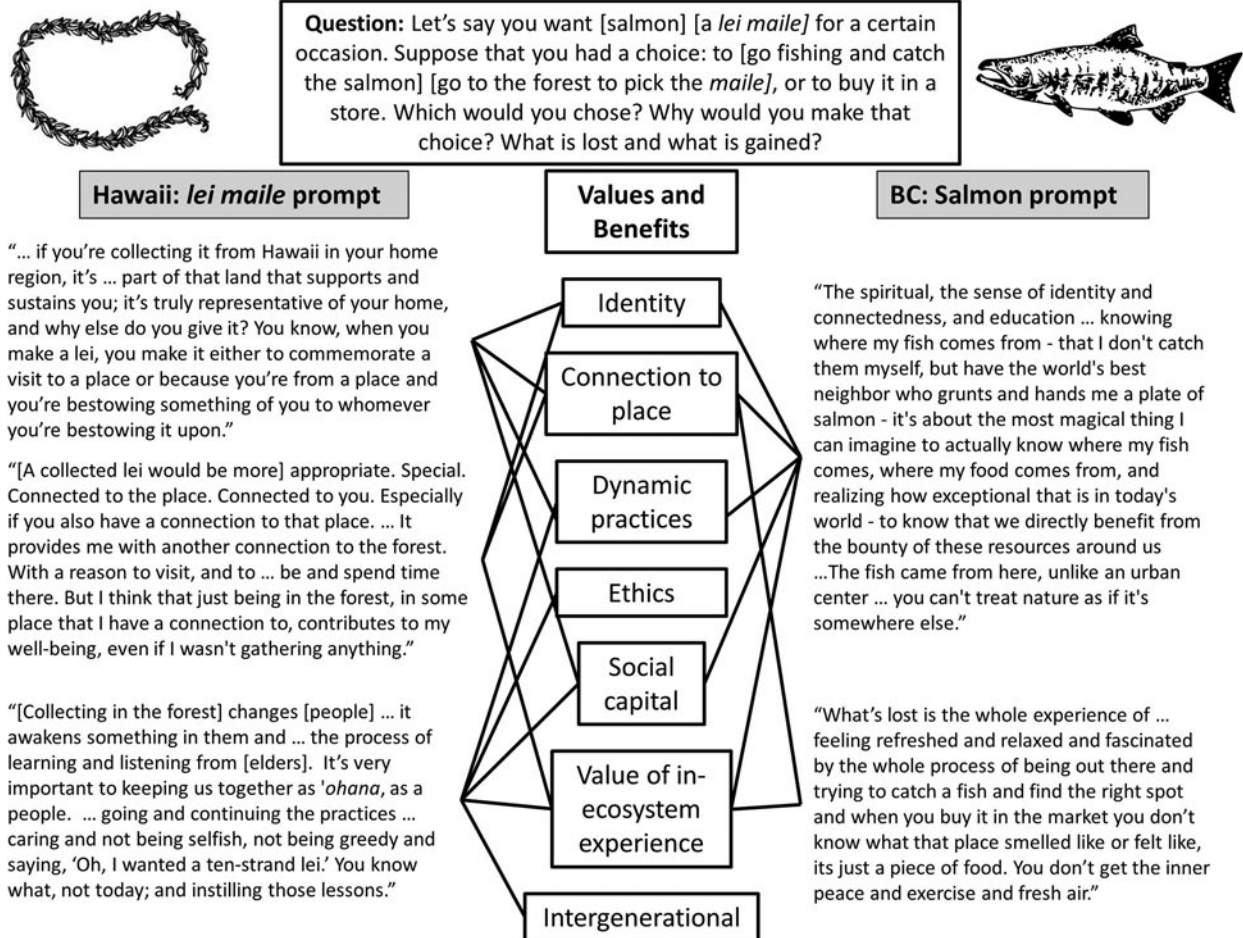 Question: Let's say you want [salmon] [a lei maile] for a certain
occasion. Suppose that you had a choice: to [go fishing and catch
the salmon] [go to the forest to pick the maile], or to buy it in a
store. Which would you chose? Why would you make that
choice? What is lost and what is gained?
Hawaii: lei maile prompt
“... if you’re collecting it from Hawaii in your home
region, it’s ... part of that land that supports and
sustains you; it’s truly representative of your home,
and why else do you give it? You know, when you
make a lei, you make it either to commemorate a
visit to a place or because you’re from a place and
you’re bestowing something of you to whomever
you’re bestowing it upon.”
“[A collected lei would be more] appropriate. Special.
Connected to the place. Connected to you. Especially
if you also have a connection to that place. ... It
provides me with another connection to the forest.
With a reason to visit, and to ... be and spend time
there. But I think that just being in the forest, in some
place that I have a connection to, contributes to my
well-being, even if I wasn't gathering anything.”
“[Collecting in the forest] changes [people] ... it
awakens something in them and ... the process of
learning and listening from [elders].  It’s very
important to keeping us together as 'ohana, as a
people.  ... going and continuing the practices ...
caring and not being selfish, not being greedy and
saying, ‘Oh, I wanted a ten-strand lei.’ You know
what, not today; and instilling those lessons.”
Values and
Benefits
Identity
Connection to
place
Dynamic
practices
Ethics
Social
capital
Value of in-
ecosystem
experience
Intergenerational
BC: Salmon prompt
“The spiritual, the sense of identity and
connectedness, and education ... knowing
where my fish comes from - that I don't catch
them myself, but have the world's best
neighbor who grunts and hands me a plate of
salmon - it's about the most magical thing I
can imagine to actually know where my fish
comes, where my food comes from, and
realizing how exceptional that is in today's
world - to know that we directly benefit from
the bounty of these resources around us
...The fish came from here, unlike an urban
center ... you can't treat nature as if it's
somewhere else.”
“What’s lost is the whole experience of ...
feeling refreshed and relaxed and fascinated
by the whole process of being out there and
trying to catch a fish and find the right spot
and when you buy it in the market you don’t
know what that place smelled like or felt like,
its just a piece of food. You don’t get the inner
peace and exercise and fresh air.”